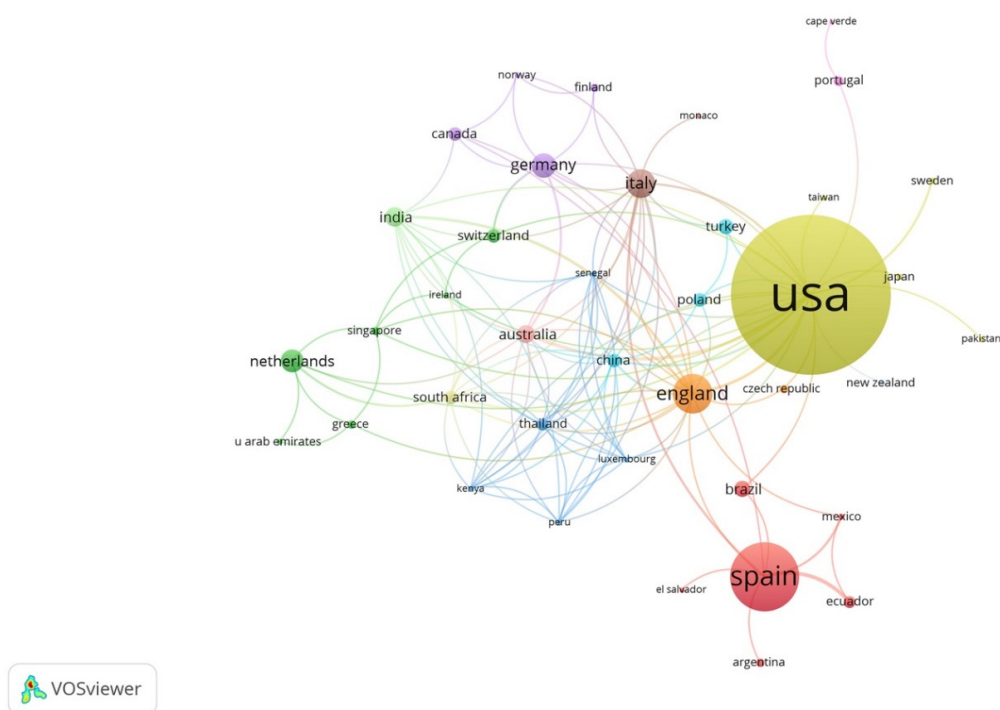 cape verde
norway
portugal
finland
monaco
canada
germany
italy
sweden
taiwan
india
turkey
switzerland
senegal
japan
usa
ireland
poland
singapore
australia
pakistan
netherlands
china
new zealand
czech republic
england
south africa
greece
thailand
u arab emirates
luxembourg
kenya
brazil
mexico
peru
spain
el salvador
ecuador
argentina
VOSviewer